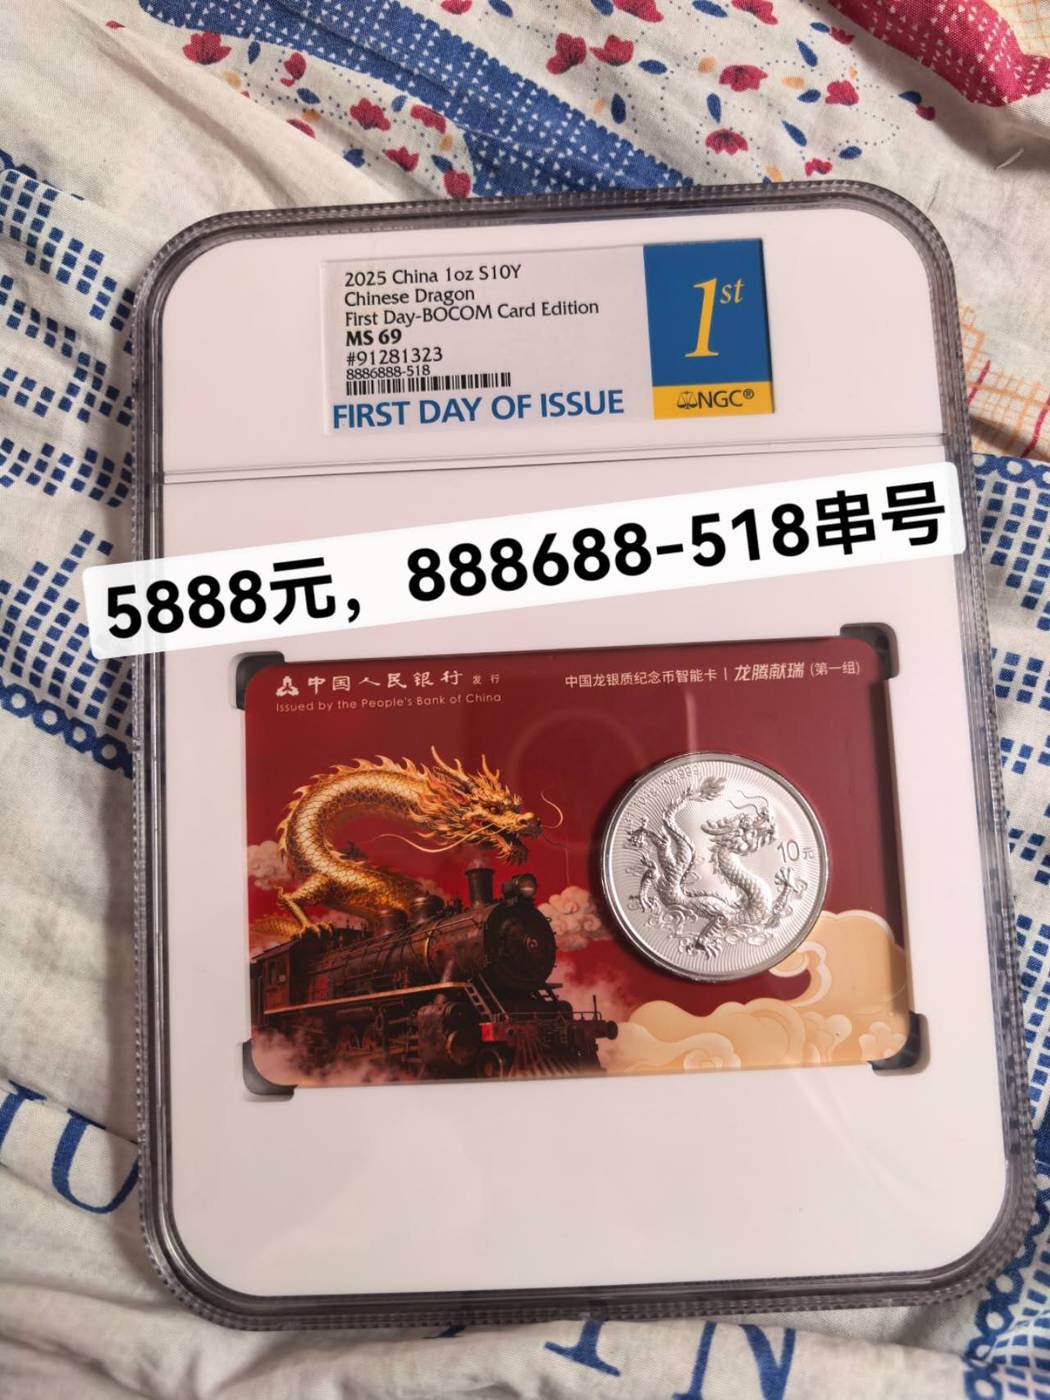 2025 China 1oz S10Y
Chinese Dragon
First Day-BOCOM Card Edition
MS 69
#91281323
8886888-518
FIRST DAY OF ISSUE
1st
NGC®
5888元，888688-518串号
中国人民银行 发行
Issued by the People's Bank of China
中国龙银质纪念币智能卡 | 龙腾献瑞 (第一组)
10元